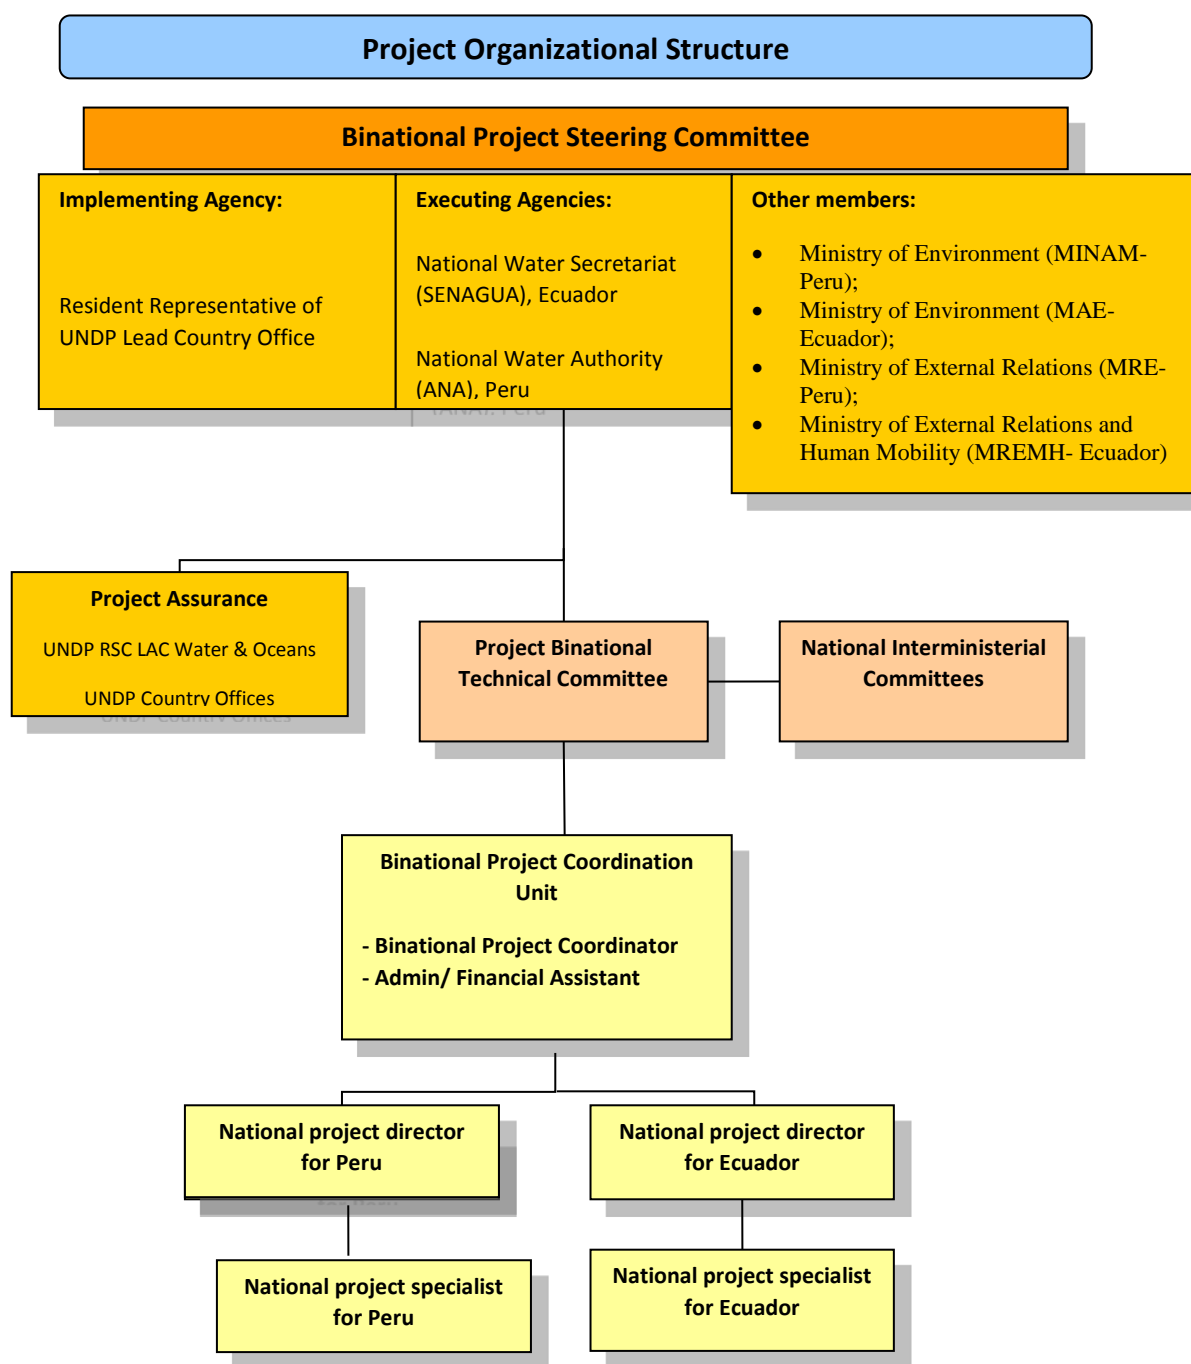 Project Organizational Structure
Binational Project Steering Committee
Implementing Agency:
Resident Representative of
UNDP Lead Country Office
Executing Agencies:
National Water Secretariat
(SENAGUA), Ecuador
National Water Authority
(ANA), Peru
Other members:
• Ministry of Environment (MINAM-
Peru);
• Ministry of Environment (MAE-
Ecuador);
• Ministry of External Relations (MRE-
Peru);
• Ministry of External Relations and
Human Mobility (MREMH- Ecuador)
Project Assurance
UNDP RSC LAC Water & Oceans
UNDP Country Offices
Project Binational
Technical Committee
National Interministerial
Committees
Binational Project Coordination
Unit
- Binational Project Coordinator
- Admin/ Financial Assistant
National project director
for Peru
National project director
for Ecuador
National project specialist
for Peru
National project specialist
for Ecuador